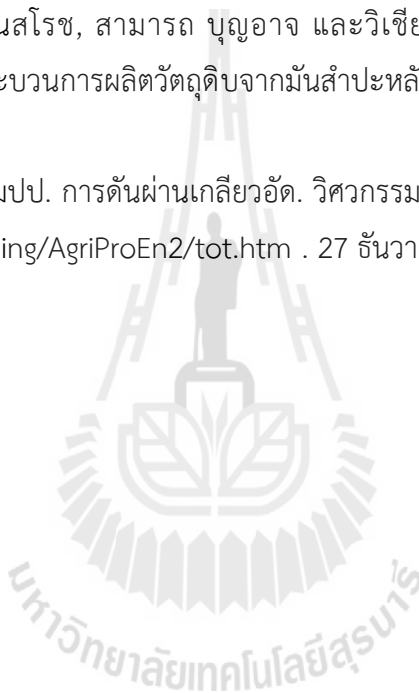 นสโรช, สามารถ บุญอาจ และวิเชีย
ะบวนการผลิตวัตถุดิบจากมันสำปะหลั
มปป. การดันผ่านเกลียวอัด. วิศวกรรม
ing/AgriProEn2/tot.htm . 27 ธันวา
มหาวิทยาลัยเทคโนโลยีสุรนารี